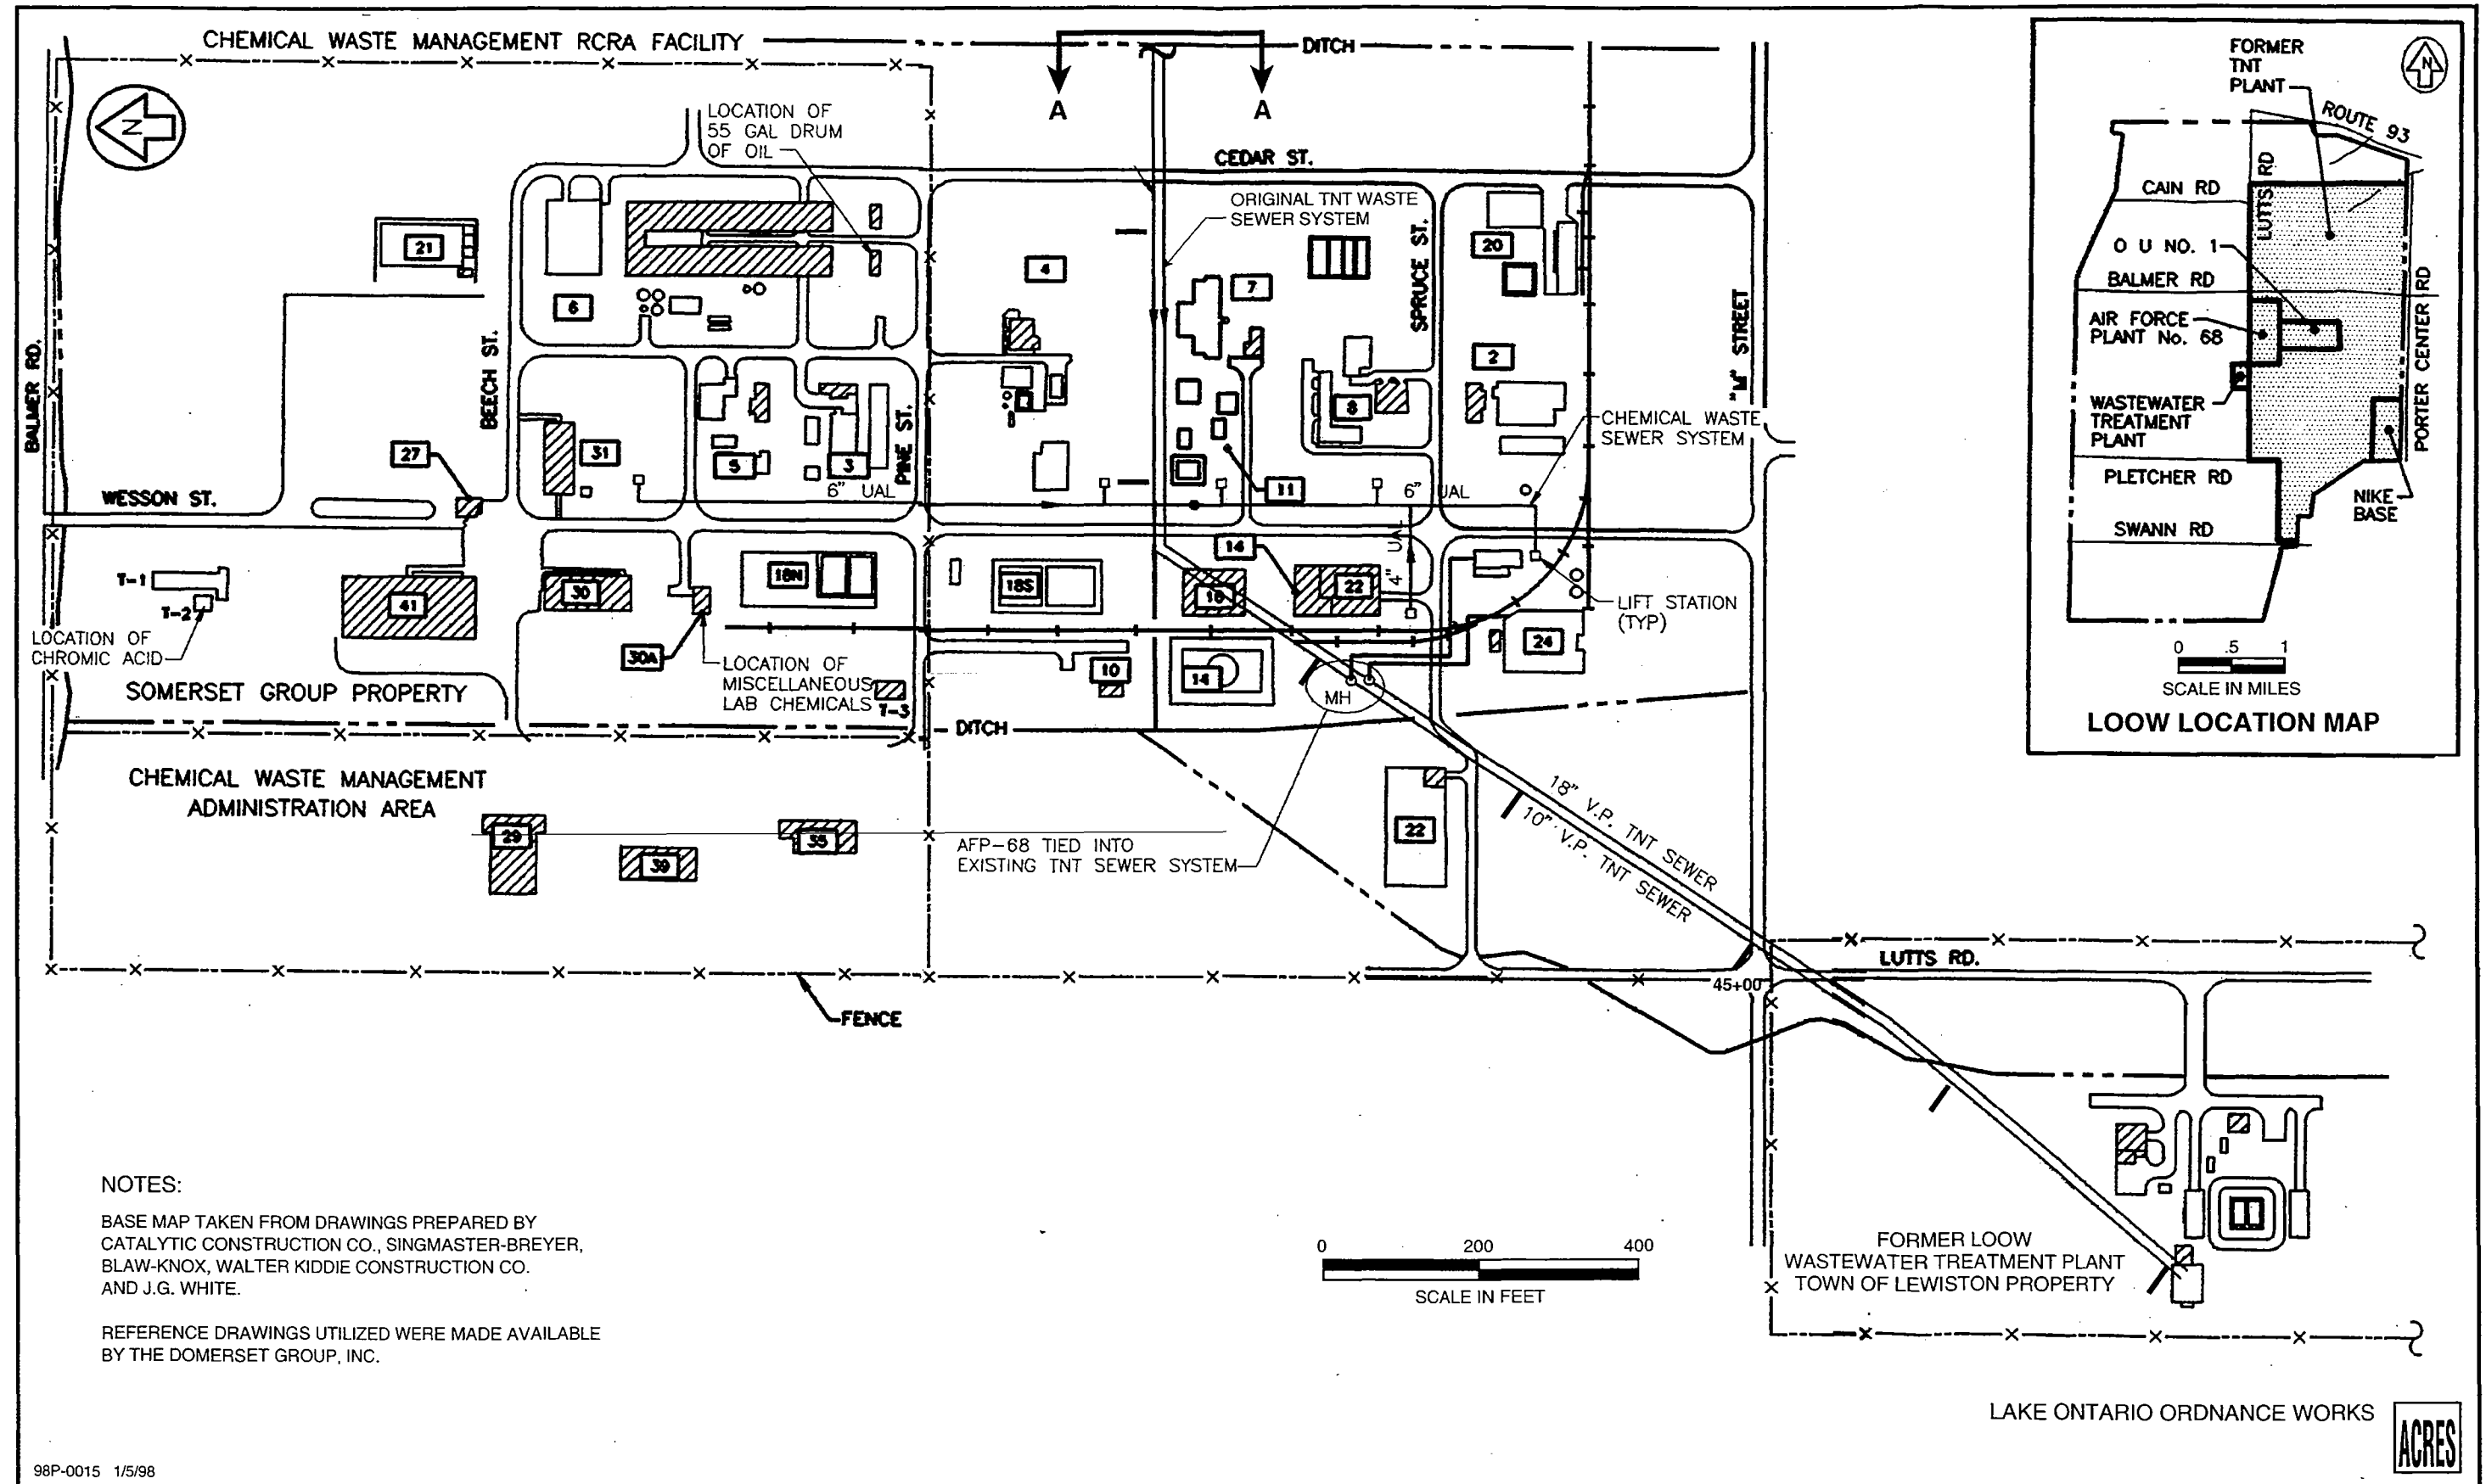 CHEMICAL WASTE MANAGEMENT RCRA FACILITY
DITCH
A
A
N
LOCATION OF
55 GAL DRUM
OF OIL
CEDAR ST.
ORIGINAL TNT WASTE
SEWER SYSTEM
21
6
4
7
20
2
SPRUCE ST.
"M" STREET
BALMER RD.
BEECH ST.
PINE ST.
27
31
5
3
8
11
CHEMICAL WASTE
SEWER SYSTEM
6" UAL
6" UAL
4" UAL
WESSON ST.
T-1
T-2
LOCATION OF
CHROMIC ACID
41
30
30A
18N
18S
16
14
22
LIFT STATION
(TYP)
24
LOCATION OF
MISCELLANEOUS
LAB CHEMICALS
T-3
10
14
MH
SOMERSET GROUP PROPERTY
DITCH
CHEMICAL WASTE MANAGEMENT
ADMINISTRATION AREA
29
39
35
AFP-68 TIED INTO
EXISTING TNT SEWER SYSTEM
22
18" V.P. TNT SEWER
10" V.P. TNT SEWER
FENCE
45+00
LUTTS RD.
FORMER LOOW
WASTEWATER TREATMENT PLANT
TOWN OF LEWISTON PROPERTY
0 200 400
SCALE IN FEET
NOTES:
BASE MAP TAKEN FROM DRAWINGS PREPARED BY
CATALYTIC CONSTRUCTION CO., SINGMASTER-BREYER,
BLAW-KNOX, WALTER KIDDIE CONSTRUCTION CO.
AND J.G. WHITE.
REFERENCE DRAWINGS UTILIZED WERE MADE AVAILABLE
BY THE DOMERSET GROUP, INC.
98P-0015 1/5/98
FORMER
TNT
PLANT
N
ROUTE 93
LUTTS RD
CAIN RD
O U NO. 1
BALMER RD
AIR FORCE
PLANT No. 68
PORTER CENTER RD
WASTEWATER
TREATMENT
PLANT
PLETCHER RD
NIKE
BASE
SWANN RD
0 .5 1
SCALE IN MILES
LOOW LOCATION MAP
LAKE ONTARIO ORDNANCE WORKS
ACRES